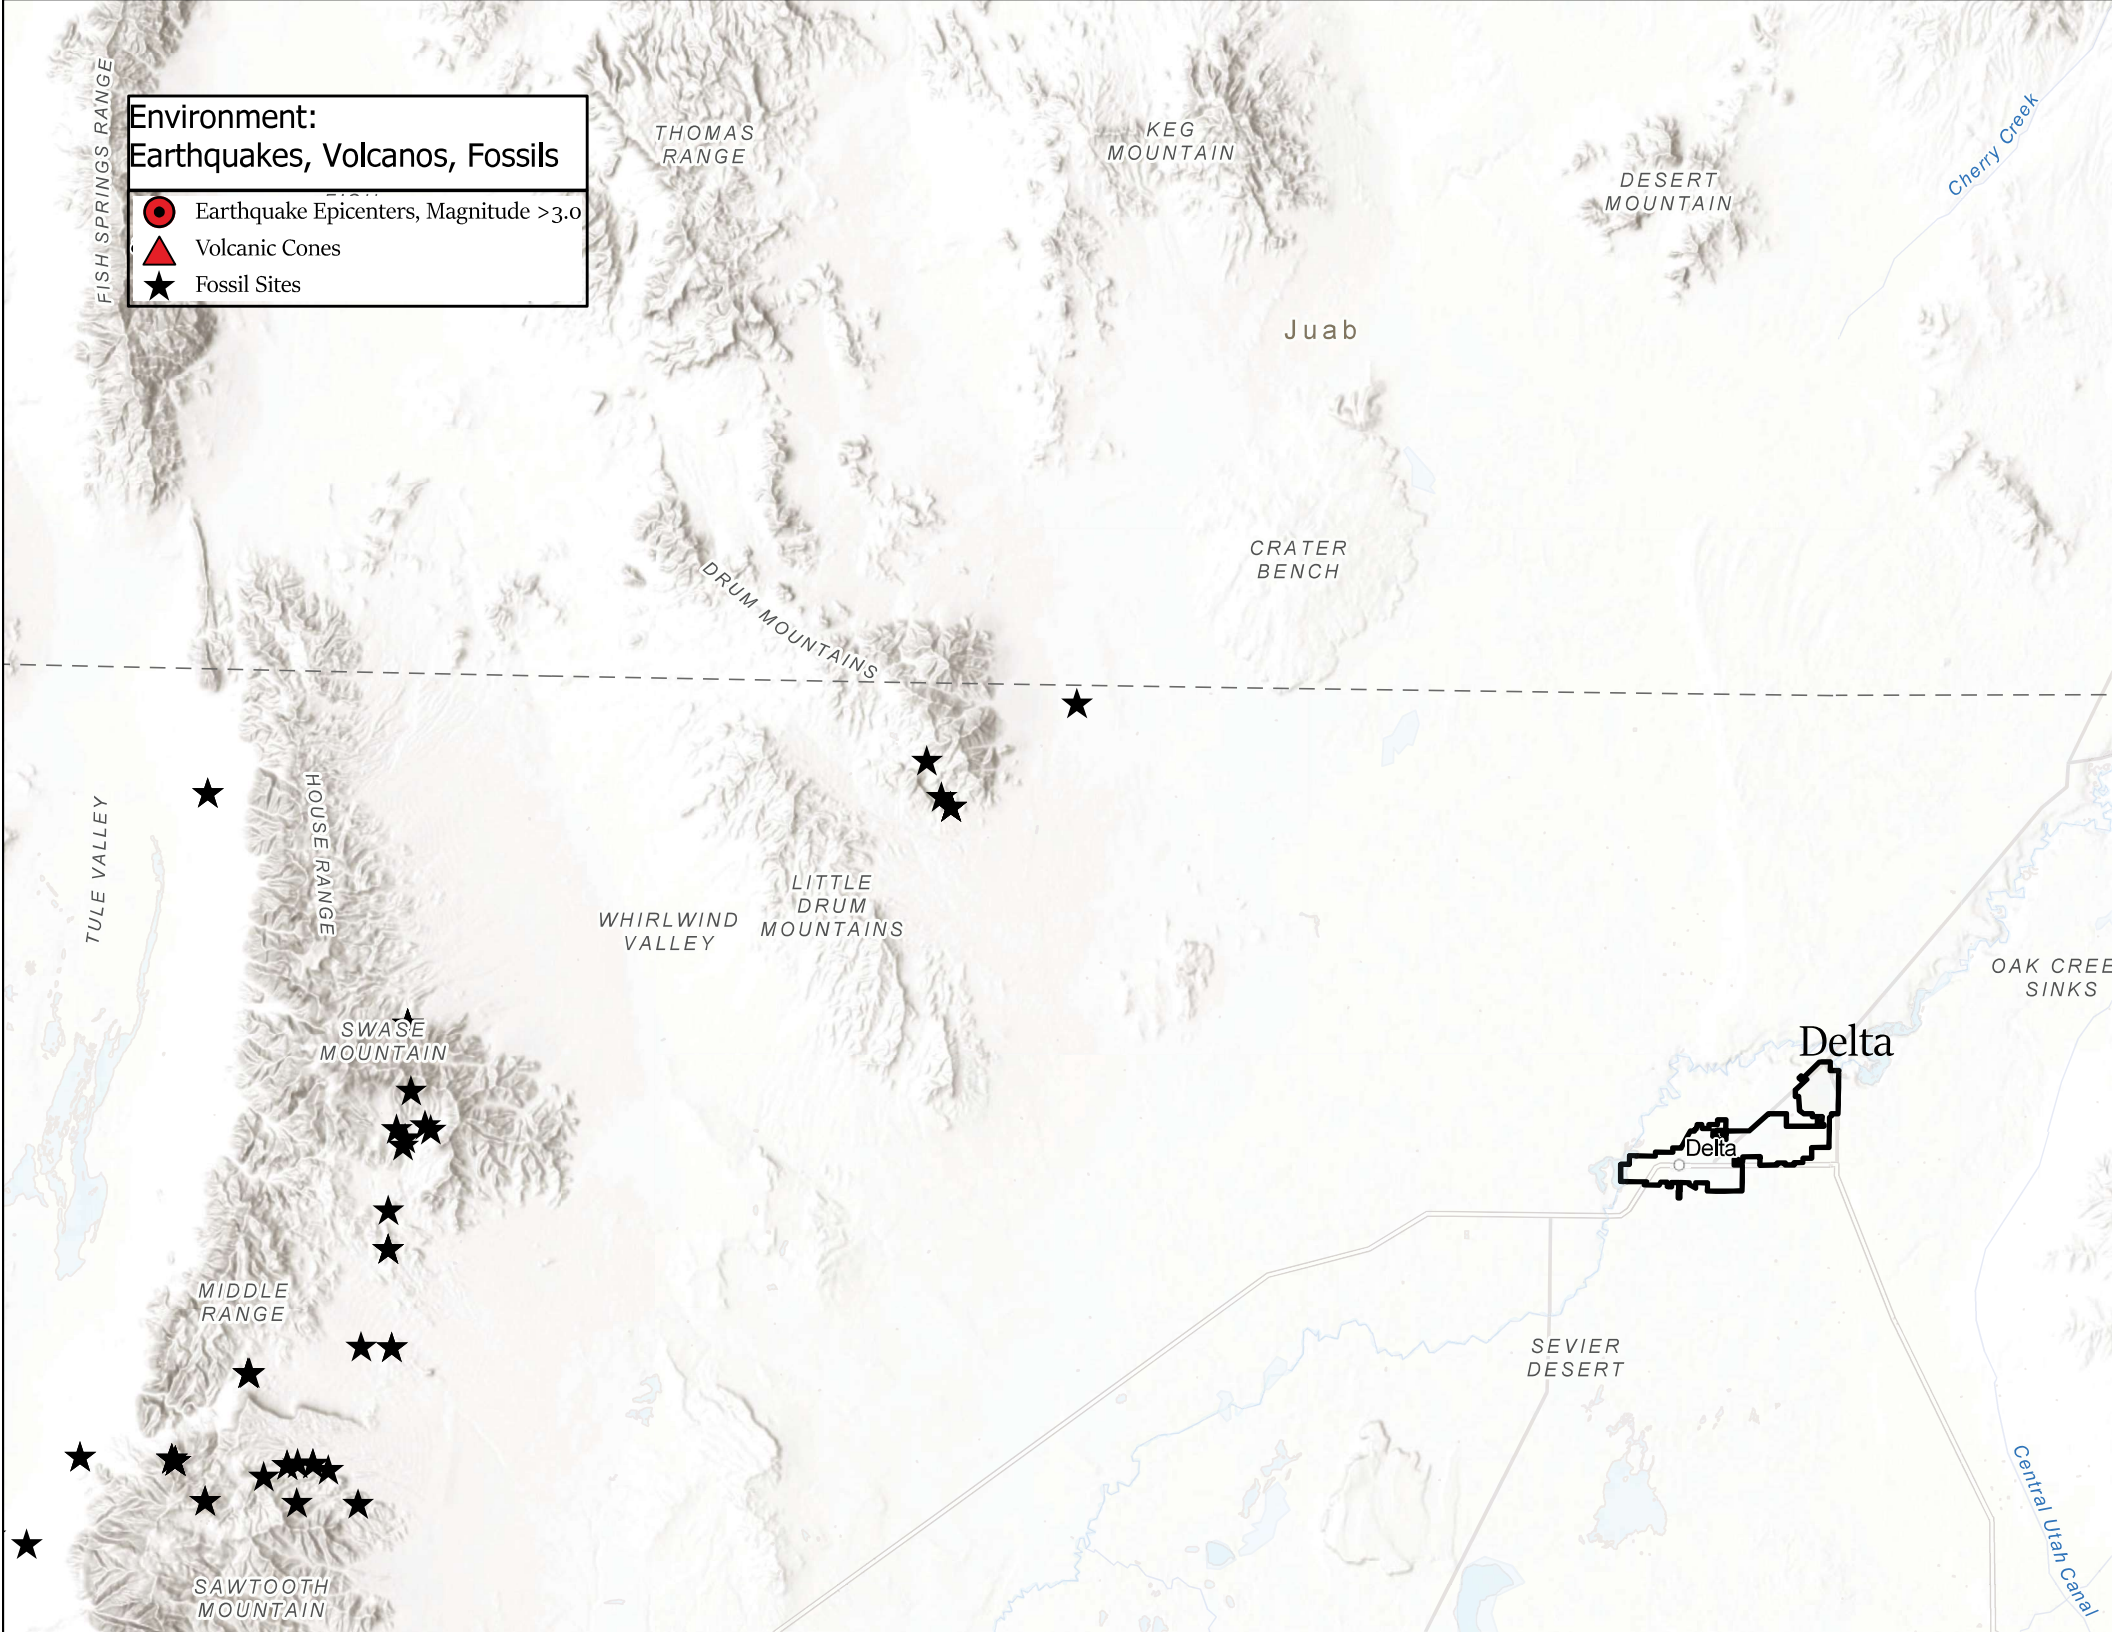 Environment:
Earthquakes, Volcanos, Fossils
Earthquake Epicenters, Magnitude >3.0
Volcanic Cones
Fossil Sites
FISH SPRINGS RANGE
THOMAS
RANGE
KEG
MOUNTAIN
DESERT
MOUNTAIN
Cherry Creek
Juab
CRATER
BENCH
DRUM MOUNTAINS
HOUSE RANGE
TULE VALLEY
LITTLE
DRUM
MOUNTAINS
WHIRLWIND
VALLEY
OAK CREE
SINKS
SWASE
MOUNTAIN
Delta
Delta
MIDDLE
RANGE
SEVIER
DESERT
Central Utah Canal
SAWTOOTH
MOUNTAIN